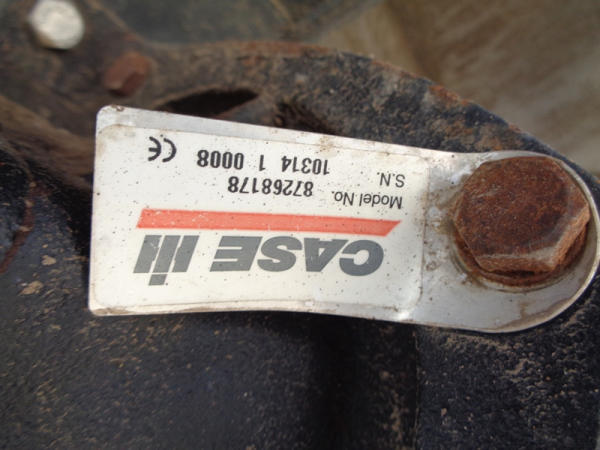 CASE IH
Model No.
87268178
S.N.
10314 1 0008
CE